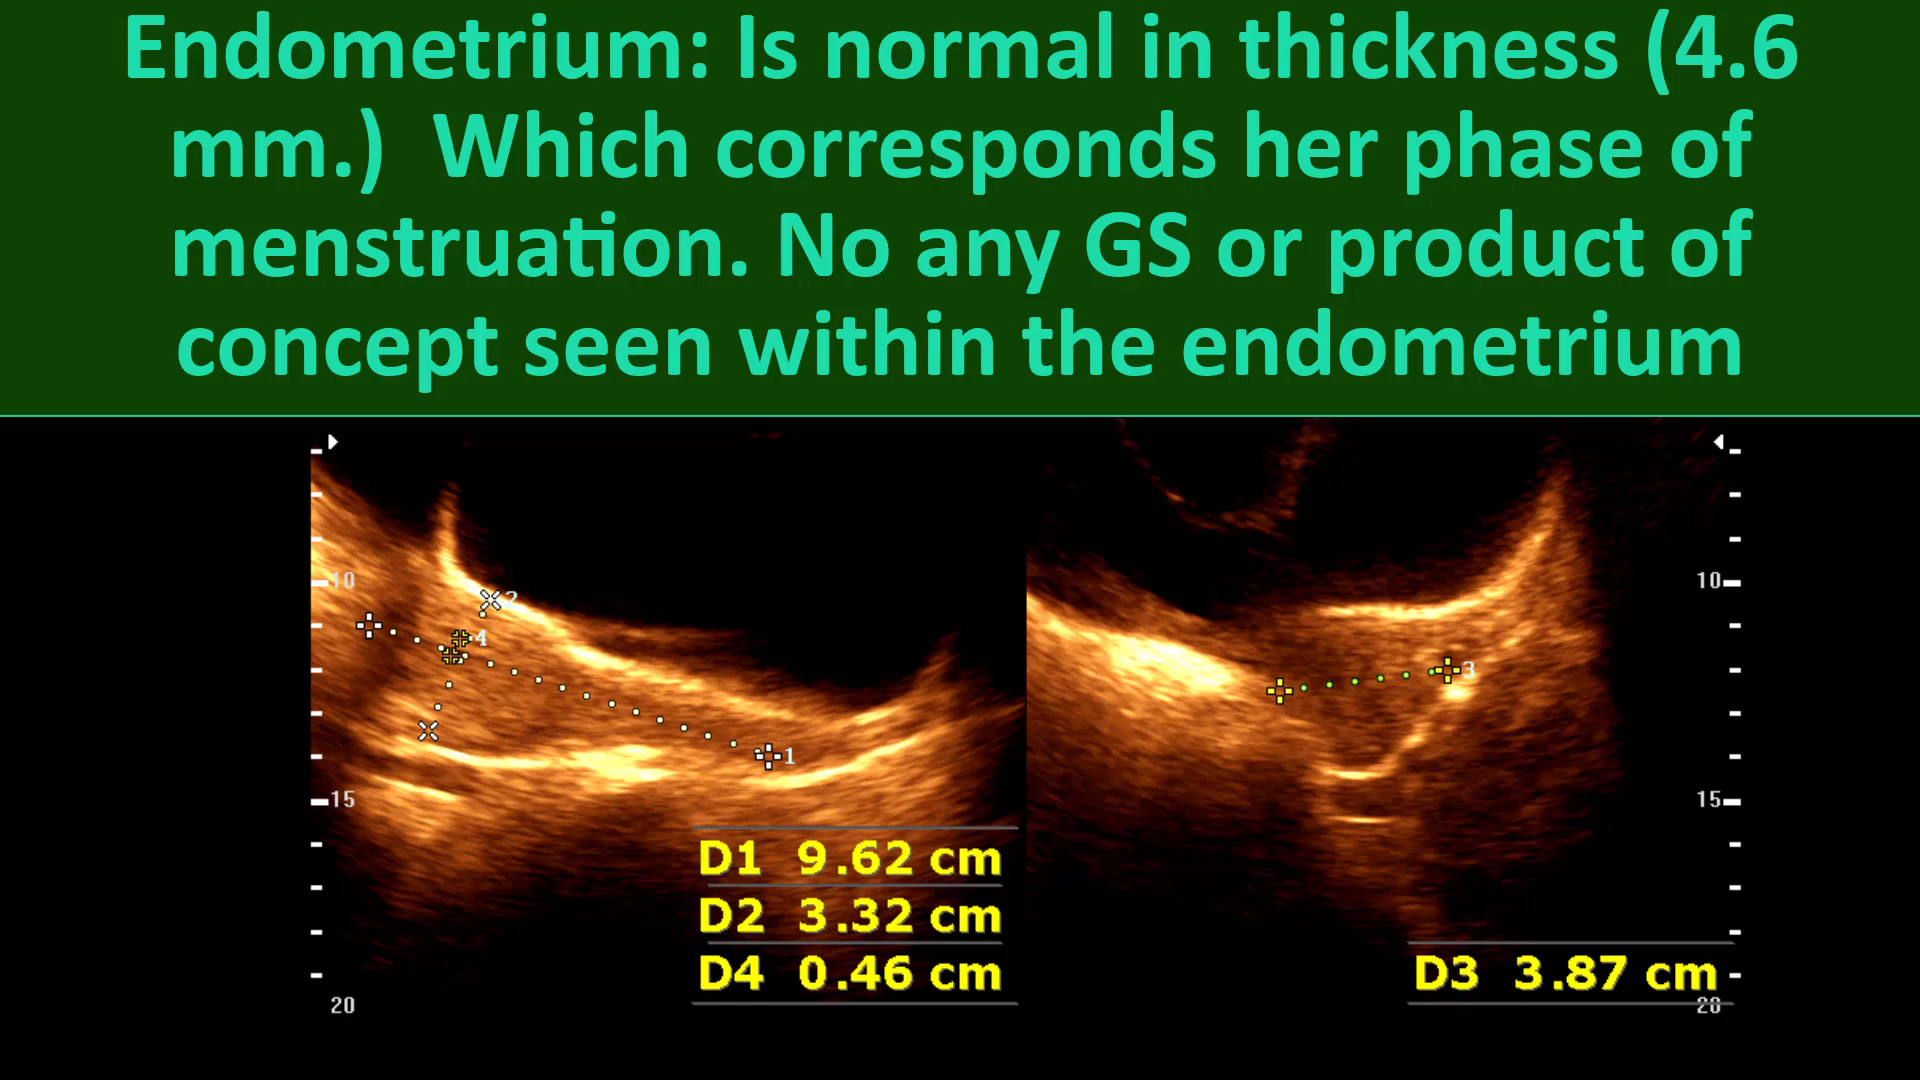 Endometrium: Is normal in thickness (4.6
mm.)  Which corresponds her phase of
menstruation. No any GS or product of
concept seen within the endometrium
10
15
20
2
4
1
D1 9.62 cm
D2 3.32 cm
D4 0.46 cm
10
15
3
D3 3.87 cm
20